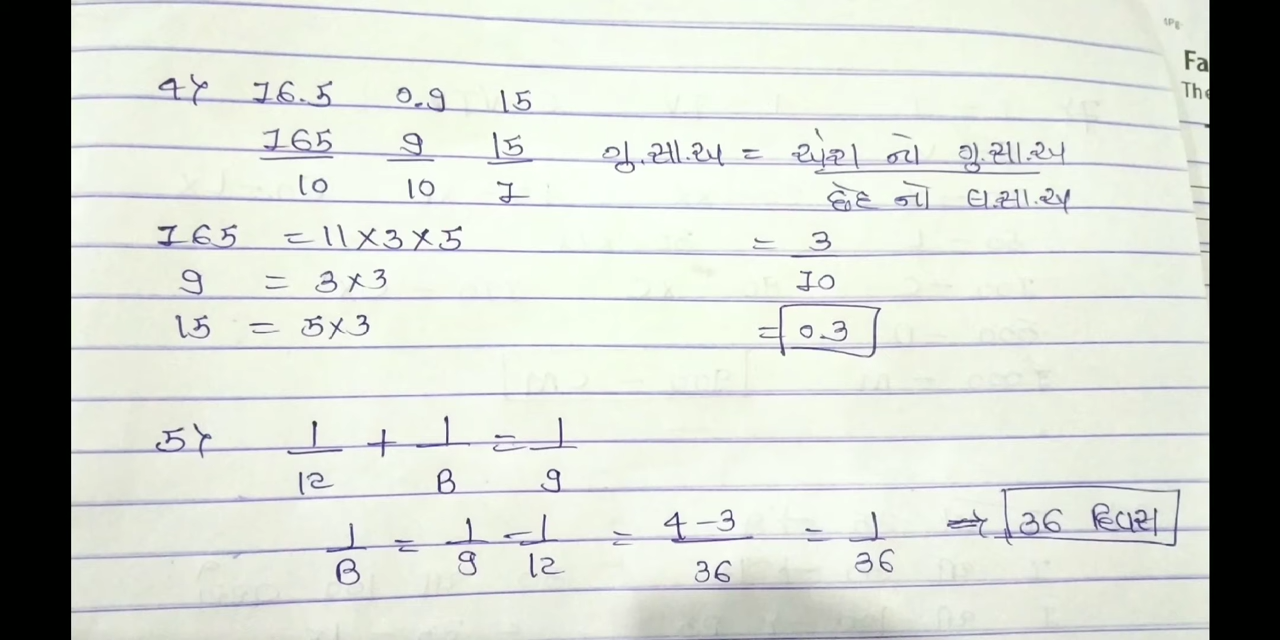 4) 16.5 0.9 15
165/10 9/10 15/1 ગુ.સા.અ = અંશ નો ગુ.સા.અ / છેદ નો લ.સા.અ
165 = 11×3×5 = 3/10
9 = 3×3
15 = 5×3 = 0.3
5) 1/12 + 1/B = 1/9
1/B = 1/9 - 1/12 = 4-3/36 = 1/36 ⇒ 36 દિવસ
Fa
The